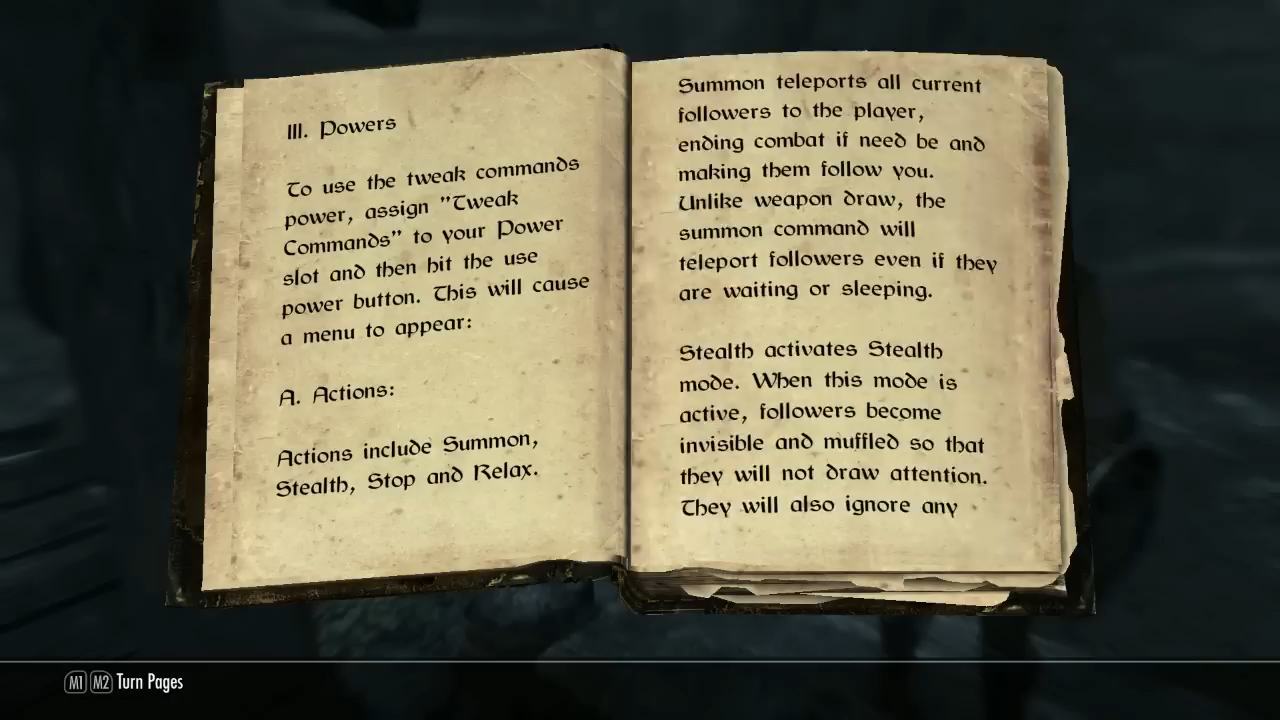 III. Powers
To use the tweak commands
power, assign "Tweak
Commands" to your Power
slot and then hit the use
power button. This will cause
a menu to appear:
A. Actions:
Actions include Summon,
Stealth, Stop and Relax.
Summon teleports all current
followers to the player,
ending combat if need be and
making them follow you.
Unlike weapon draw, the
summon command will
teleport followers even if they
are waiting or sleeping.
Stealth activates Stealth
mode. When this mode is
active, followers become
invisible and muffled so that
they will not draw attention.
They will also ignore any
M1 M2 Turn Pages